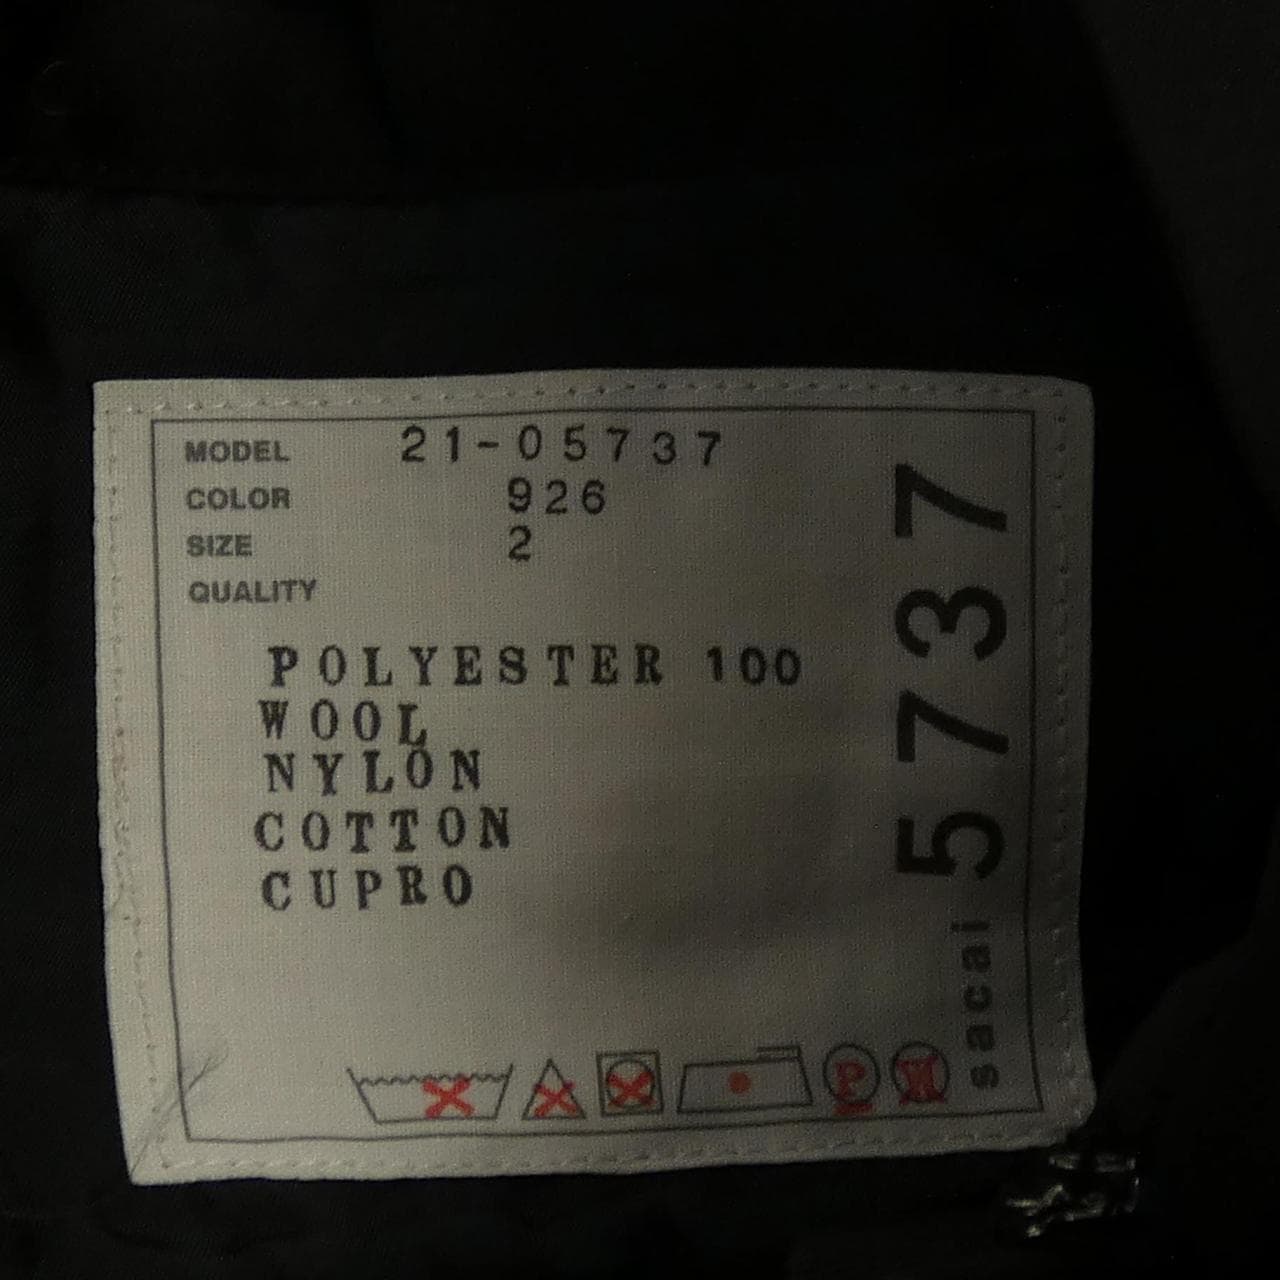 MODEL 21-05737
COLOR 926
SIZE 2
QUALITY
POLYESTER 100
WOOL
NYLON
COTTON
CUPRO
P
W
sacai 5737